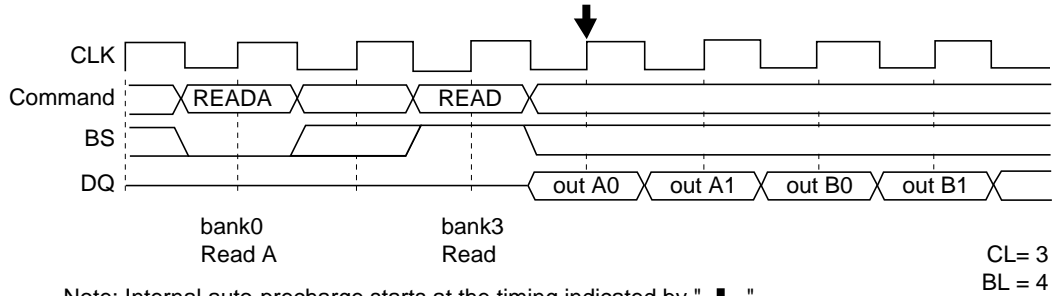 CLK
Command READA READ
BS
DQ out A0 out A1 out B0 out B1
bank0 bank3
Read A Read
CL= 3
BL = 4
Note: Internal auto-precharge starts at the timing indicated by " ".